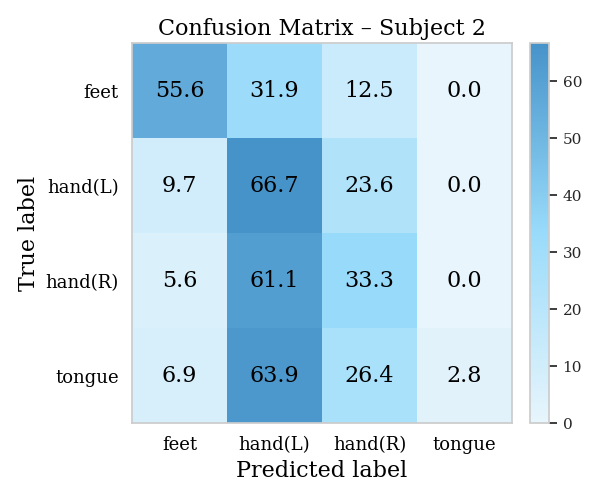 Confusion Matrix – Subject 2
feet 55.6 31.9 12.5 0.0
hand(L) 9.7 66.7 23.6 0.0
hand(R) 5.6 61.1 33.3 0.0
tongue 6.9 63.9 26.4 2.8
feet hand(L) hand(R) tongue
Predicted label
True label
60
50
40
30
20
10
0